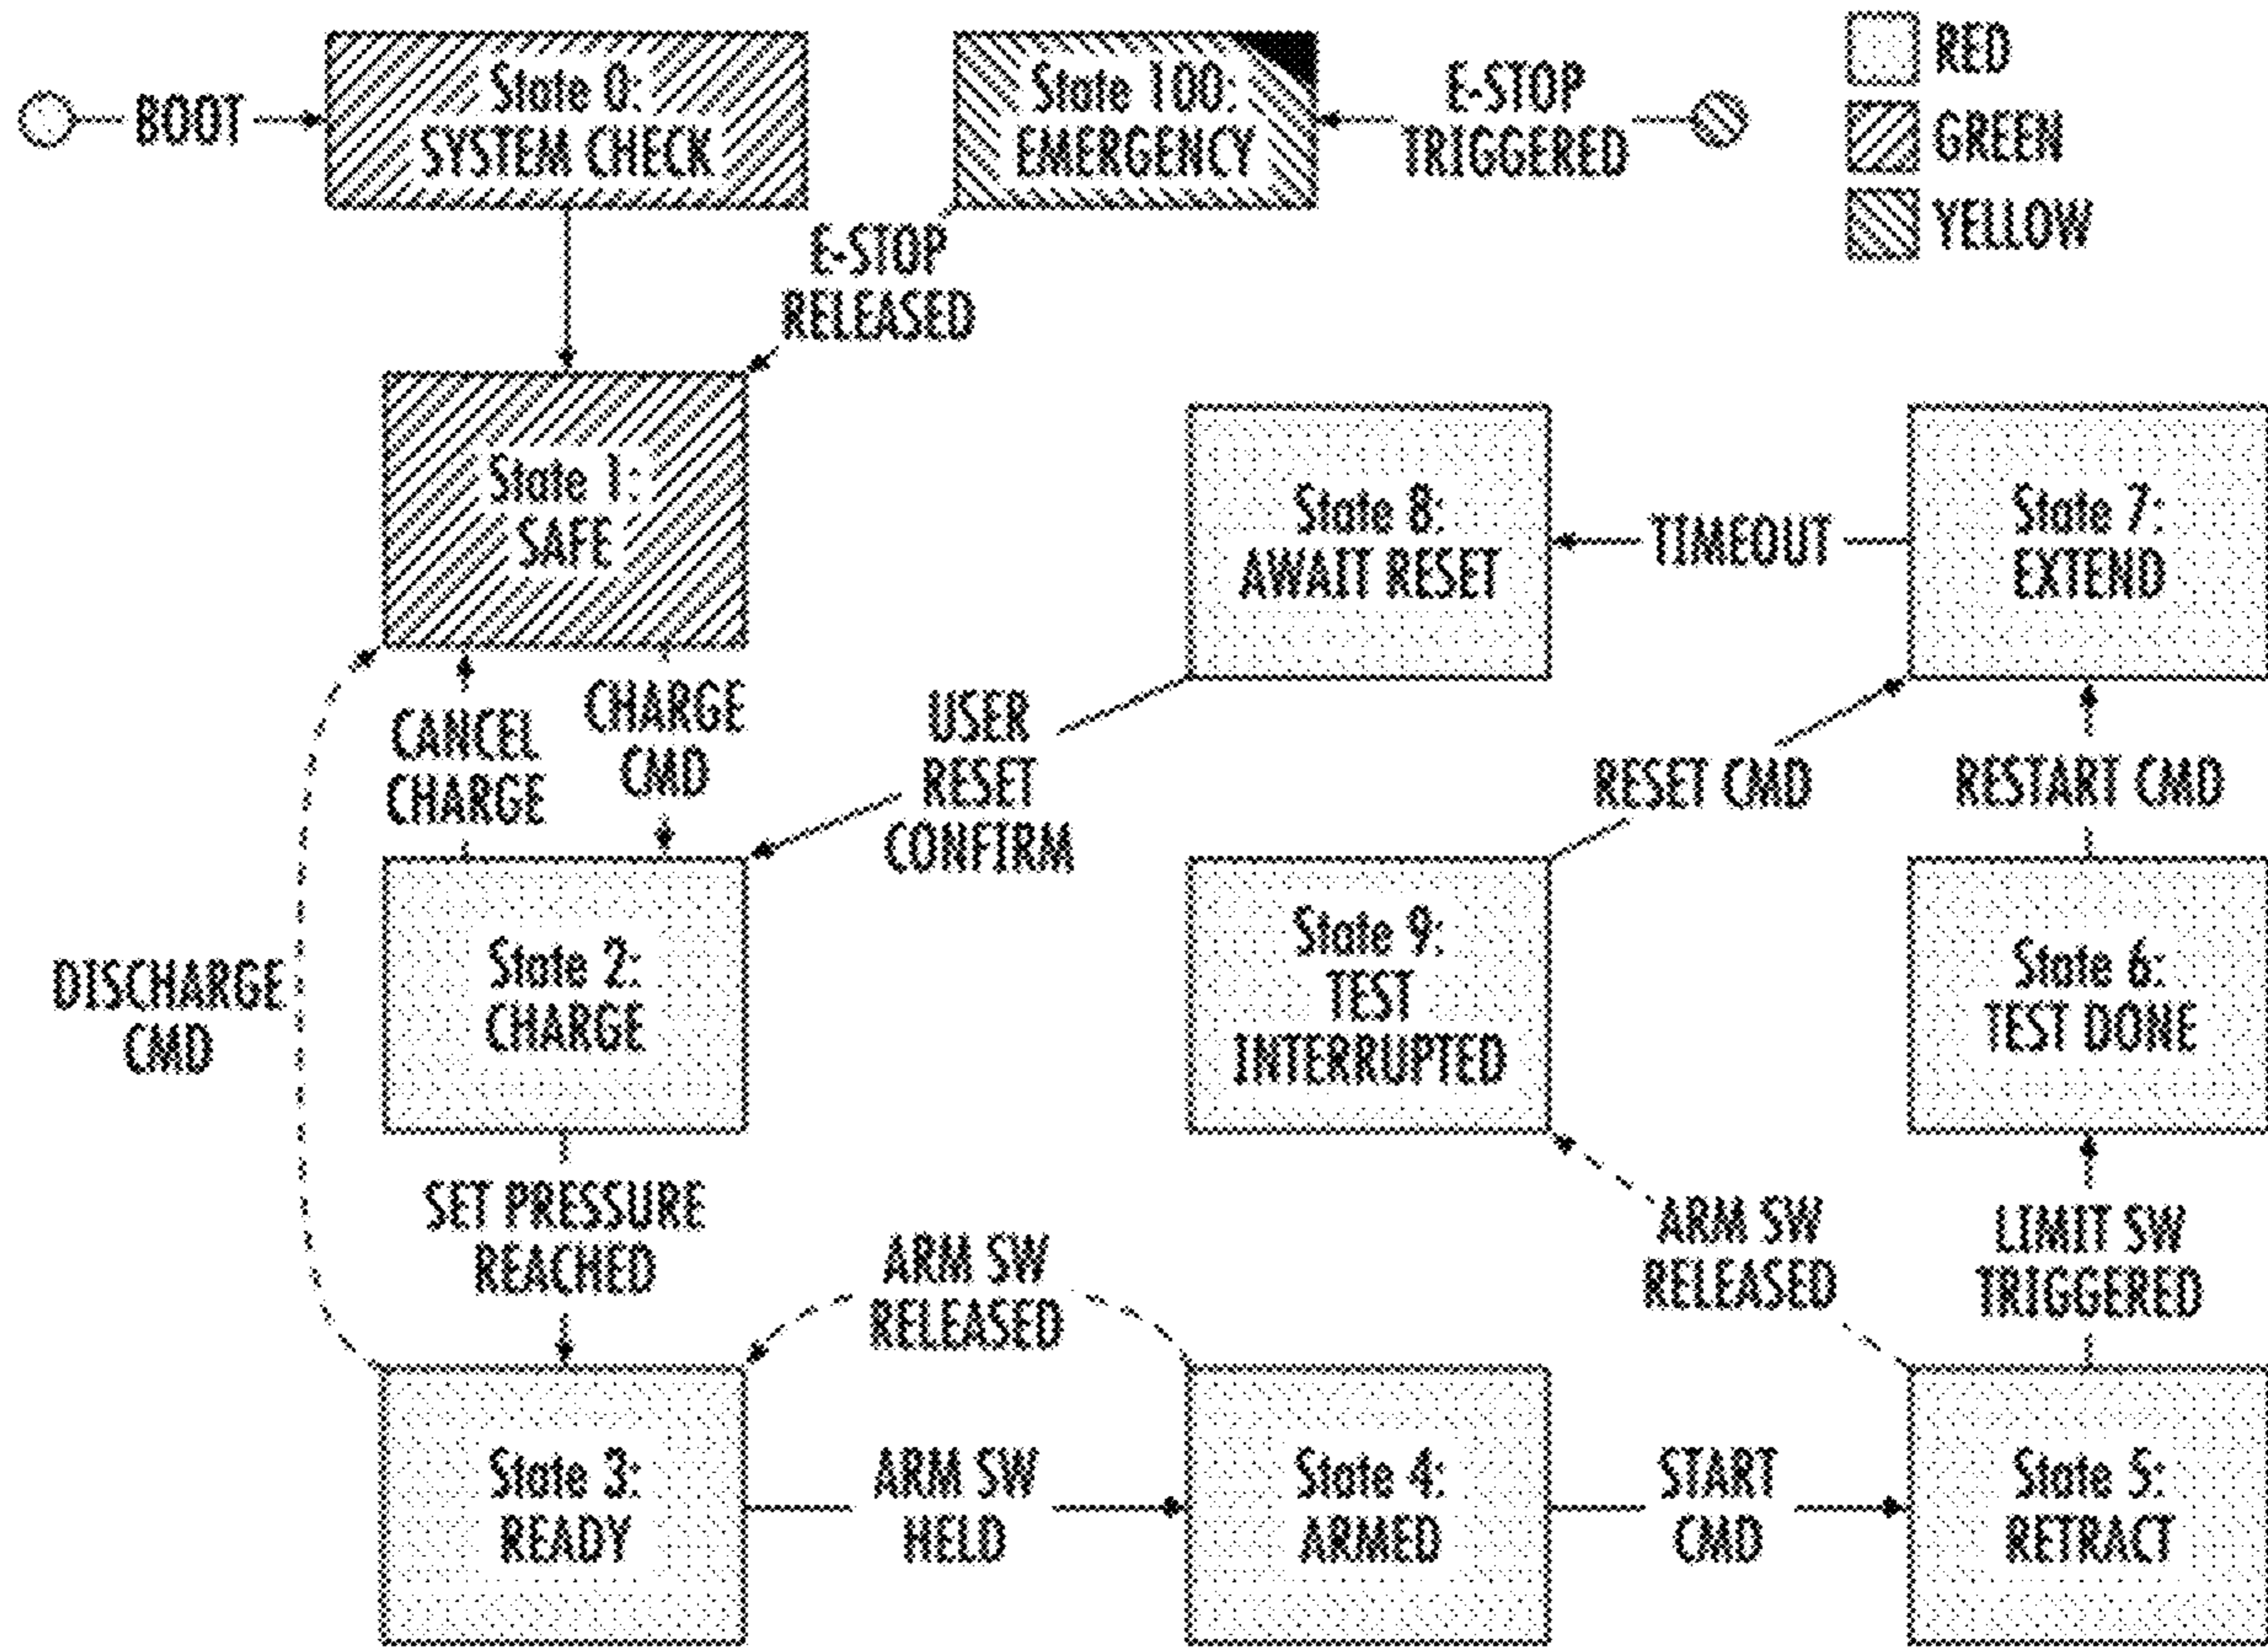 BOOT
State 0:
SYSTEM CHECK
State 100:
EMERGENCY
E-STOP
TRIGGERED
RED
GREEN
YELLOW
E-STOP
RELEASED
State 1:
SAFE
State 8:
AWAIT RESET
TIMEOUT
State 7:
EXTEND
CANCEL
CHARGE
CHARGE
CMD
USER
RESET
CONFIRM
RESET CMD
RESTART CMD
DISCHARGE
CMD
State 2:
CHARGE
State 9:
TEST
INTERRUPTED
State 6:
TEST DONE
SET PRESSURE
REACHED
ARM SW
RELEASED
ARM SW
RELEASED
LIMIT SW
TRIGGERED
State 3:
READY
ARM SW
HELD
State 4:
ARMED
START
CMD
State 5:
RETRACT